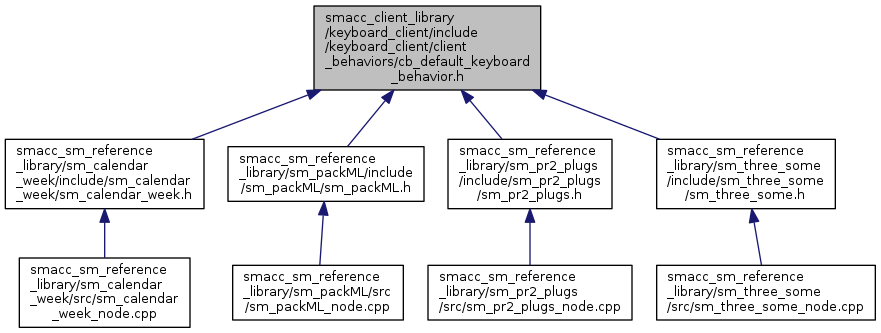 smacc_client_library
/keyboard_client/include
/keyboard_client/client
_behaviors/cb_default_keyboard
_behavior.h
smacc_sm_reference
_library/sm_calendar
_week/include/sm_calendar
_week/sm_calendar_week.h
smacc_sm_reference
_library/sm_packML/include
/sm_packML/sm_packML.h
smacc_sm_reference
_library/sm_pr2_plugs
/include/sm_pr2_plugs
/sm_pr2_plugs.h
smacc_sm_reference
_library/sm_three_some
/include/sm_three_some
/sm_three_some.h
smacc_sm_reference
_library/sm_calendar
_week/src/sm_calendar
_week_node.cpp
smacc_sm_reference
_library/sm_packML/src
/sm_packML_node.cpp
smacc_sm_reference
_library/sm_pr2_plugs
/src/sm_pr2_plugs_node.cpp
smacc_sm_reference
_library/sm_three_some
/src/sm_three_some_node.cpp